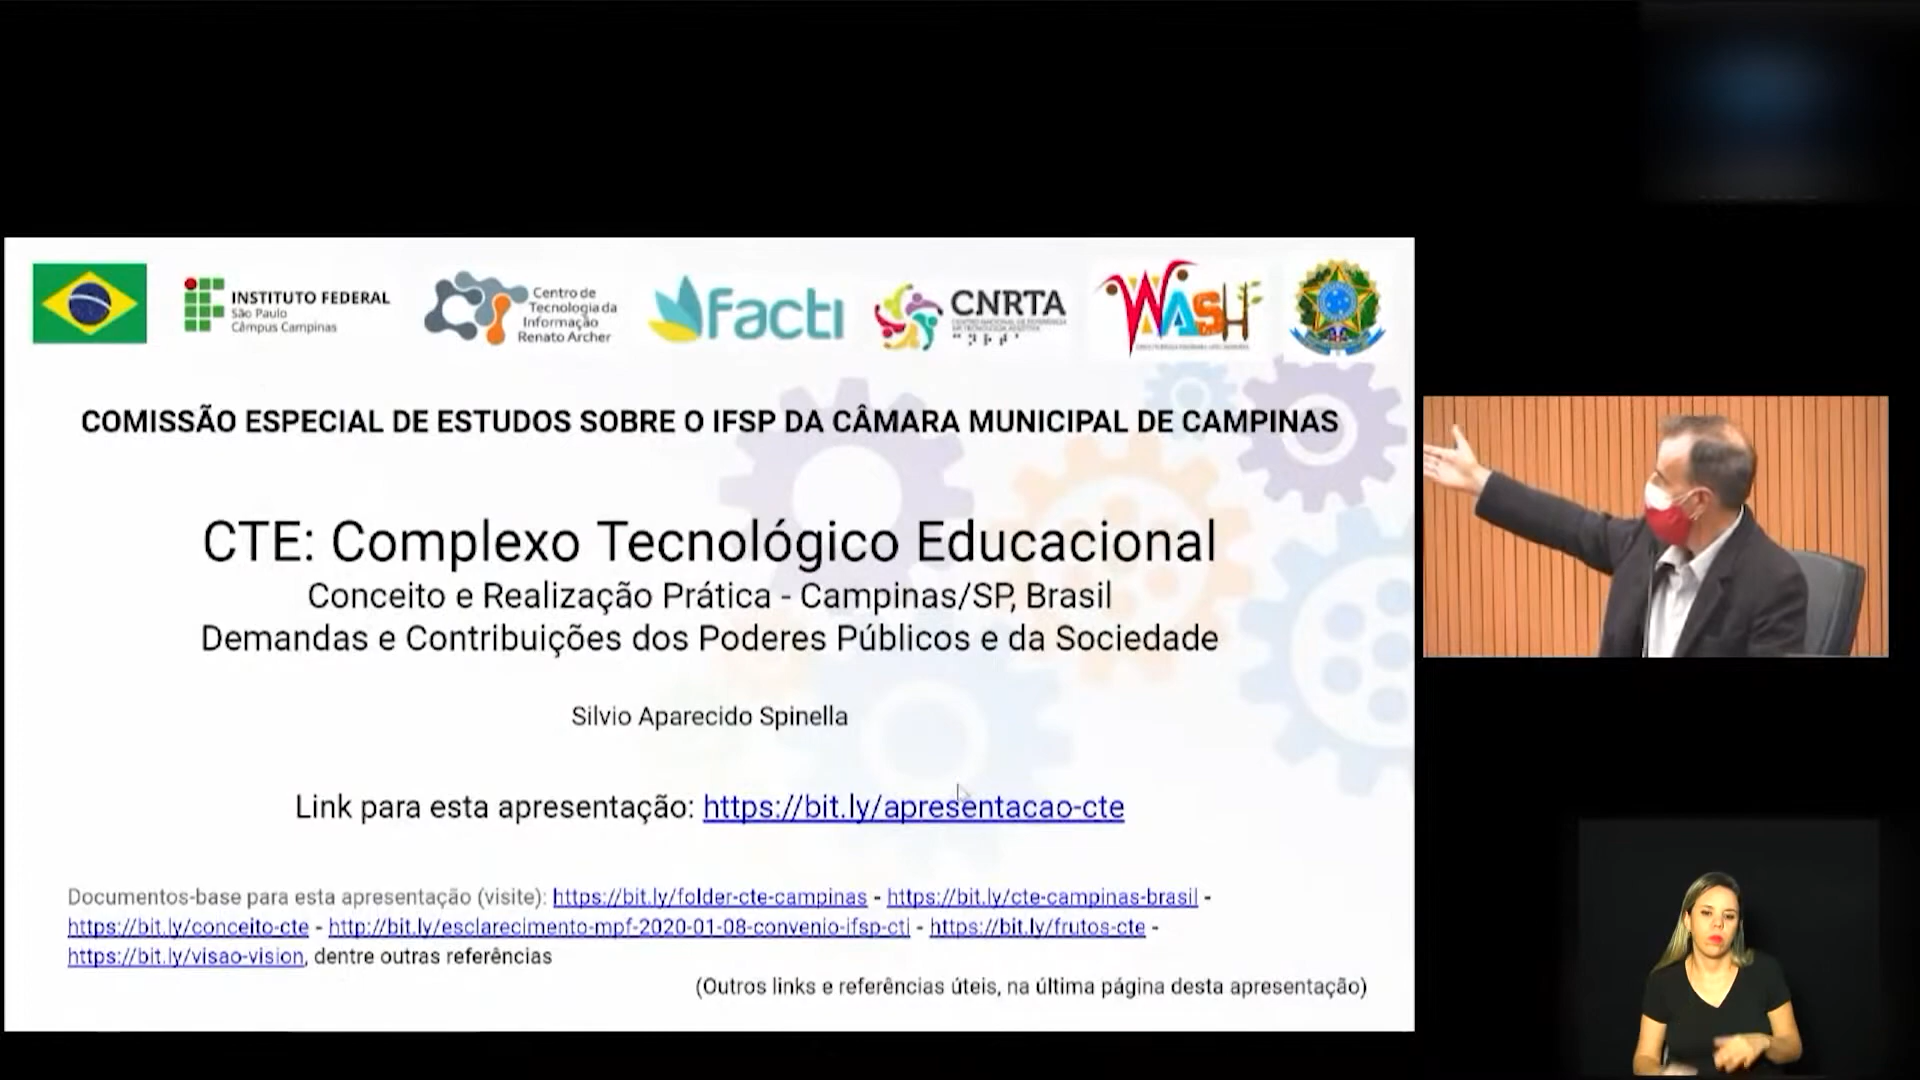 INSTITUTO FEDERAL
São Paulo
Câmpus Campinas
Centro de
Tecnologia da
Informação
Renato Archer
Facti
CNRTA
WASH
COMISSÃO ESPECIAL DE ESTUDOS SOBRE O IFSP DA CÂMARA MUNICIPAL DE CAMPINAS
CTE: Complexo Tecnológico Educacional
Conceito e Realização Prática - Campinas/SP, Brasil
Demandas e Contribuições dos Poderes Públicos e da Sociedade
Silvio Aparecido Spinella
Link para esta apresentação: https://bit.ly/apresentacao-cte
Documentos-base para esta apresentação (visite): https://bit.ly/folder-cte-campinas - https://bit.ly/cte-campinas-brasil -
https://bit.ly/conceito-cte - http://bit.ly/esclarecimento-mpf-2020-01-08-convenio-ifsp-cti - https://bit.ly/frutos-cte -
https://bit.ly/visao-vision, dentre outras referências
(Outros links e referências úteis, na última página desta apresentação)